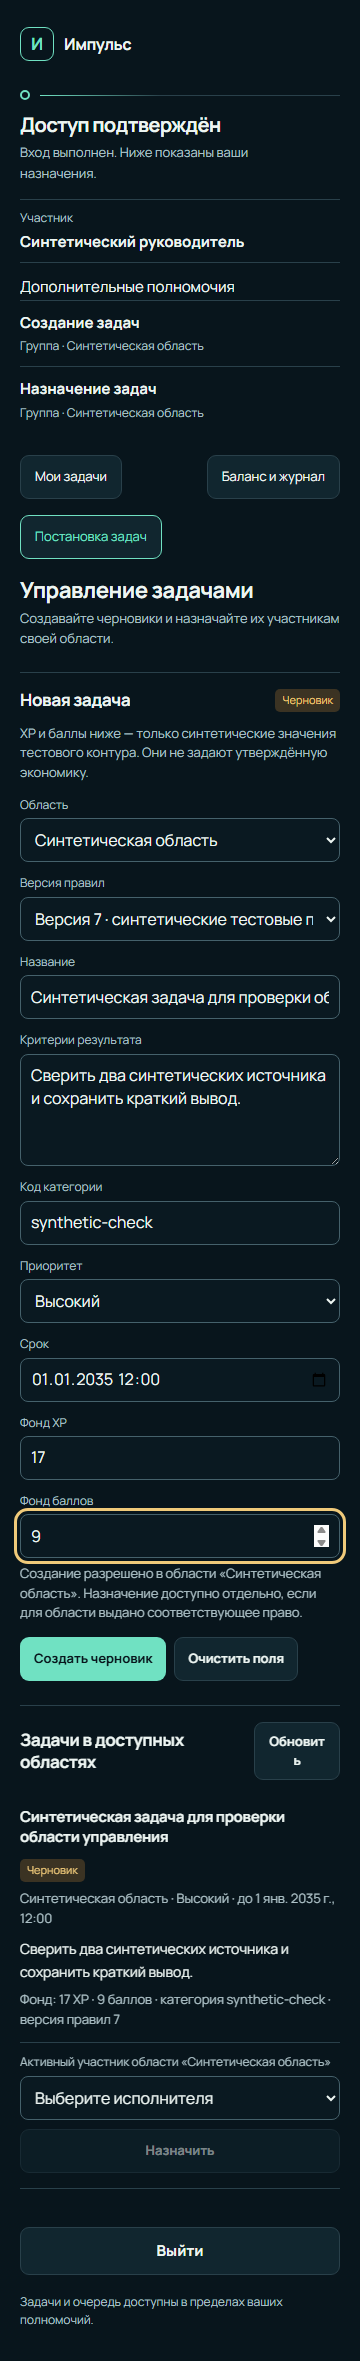 И Импульс
Доступ подтверждён
Вход выполнен. Ниже показаны ваши
назначения.
Участник
Синтетический руководитель
Дополнительные полномочия
Создание задач
Группа · Синтетическая область
Назначение задач
Группа · Синтетическая область
Мои задачи
Баланс и журнал
Постановка задач
Управление задачами
Создавайте черновики и назначайте их участникам
своей области.
Новая задача
Черновик
XP и баллы ниже — только синтетические значения
тестового контура. Они не задают утверждённую
экономику.
Область
Синтетическая область
Версия правил
Версия 7 · синтетические тестовые п
Название
Синтетическая задача для проверки об
Критерии результата
Сверить два синтетических источника
и сохранить краткий вывод.
Код категории
synthetic-check
Приоритет
Высокий
Срок
01.01.2035 12:00
Фонд XP
17
Фонд баллов
9
Создание разрешено в области «Синтетическая
область». Назначение доступно отдельно, если
для области выдано соответствующее право.
Создать черновик
Очистить поля
Задачи в доступных
областях
Обновит
ь
Синтетическая задача для проверки
области управления
Черновик
Синтетическая область · Высокий · до 1 янв. 2035 г.,
12:00
Сверить два синтетических источника и
сохранить краткий вывод.
Фонд: 17 XP · 9 баллов · категория synthetic-check ·
версия правил 7
Активный участник области «Синтетическая область»
Выберите исполнителя
Назначить
Выйти
Задачи и очередь доступны в пределах ваших
полномочий.